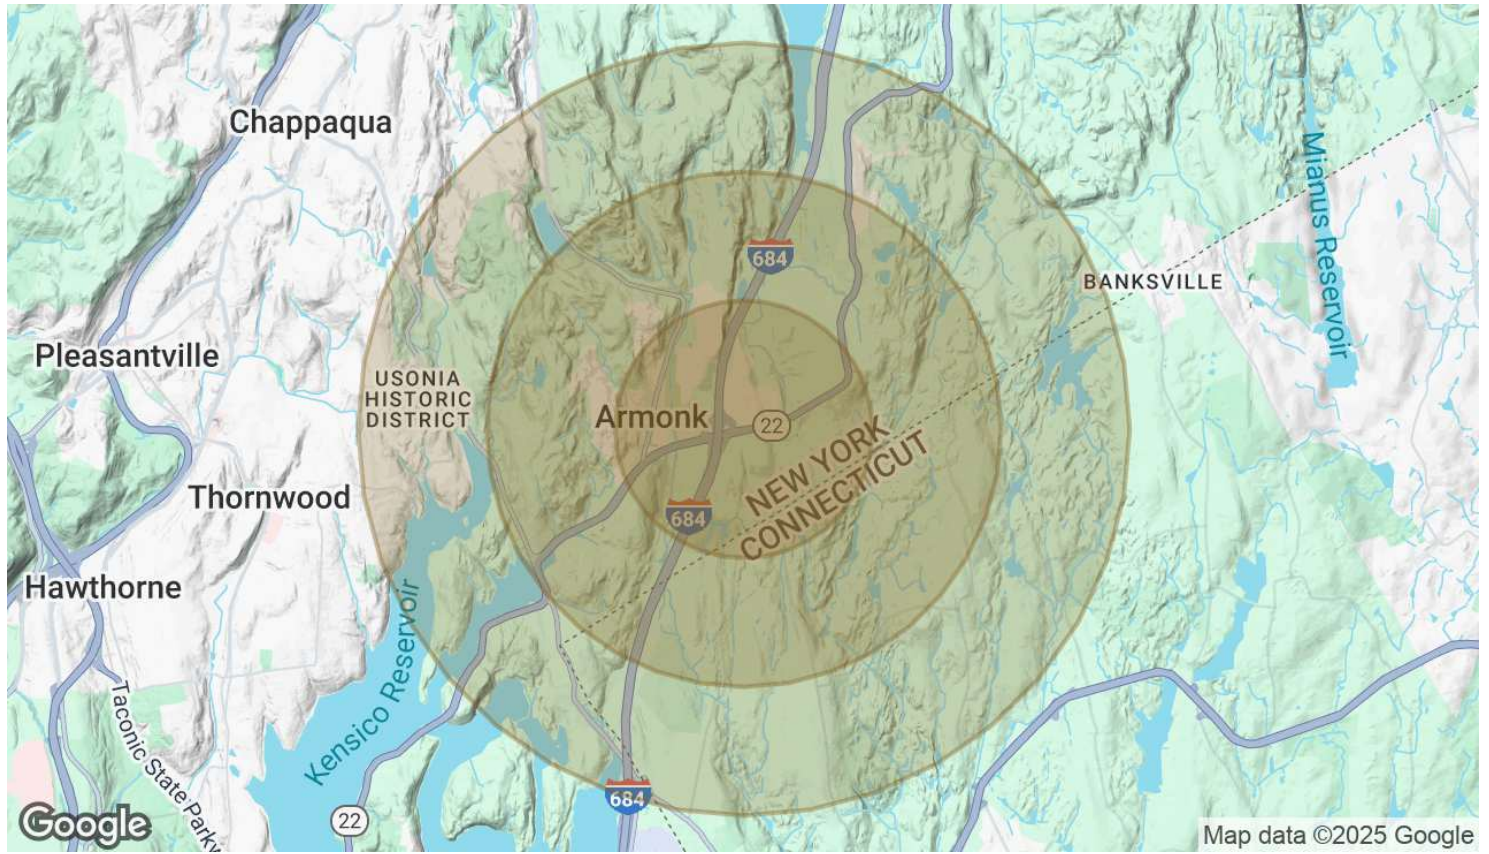 Chappaqua
684
Mianus Reservoir
BANKSVILLE
Pleasantville
USONIA
HISTORIC
DISTRICT
Armonk
22
NEW YORK
CONNECTICUT
Thornwood
684
Hawthorne
Kensico Reservoir
Taconic State Parkw
684
22
Google
Map data ©2025 Google